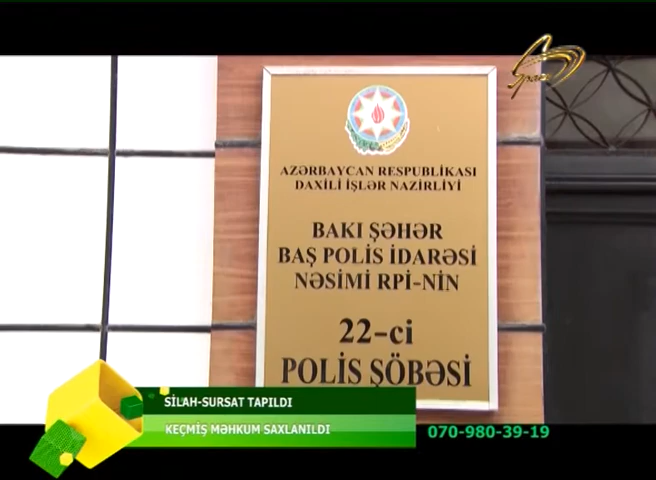 Space
AZƏRBAYCAN RESPUBLİKASI
DAXİLİ İŞLƏR NAZİRLİYİ
BAKI ŞƏHƏR
BAŞ POLİS İDARƏSİ
NƏSİMİ RPİ-NİN
22-ci
POLİS ŞÖBƏSİ
SİLAH-SURSAT TAPILDI
KEÇMİŞ MƏHKUM SAXLANILDI
070-980-39-19